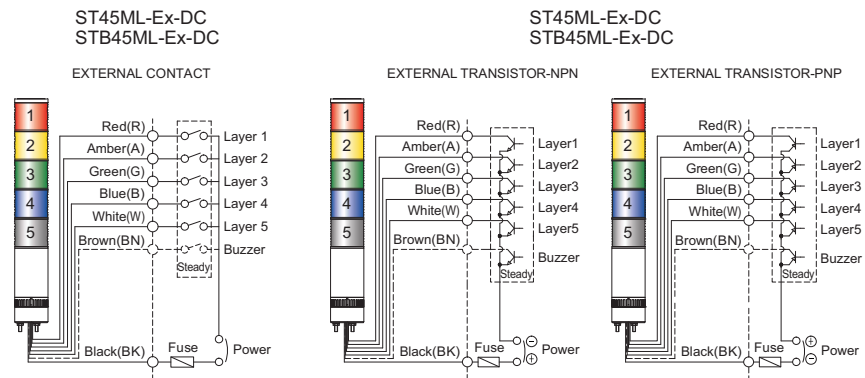 ST45ML-Ex-DC
STB45ML-Ex-DC
EXTERNAL CONTACT
1
2
3
4
5
Red(R)
Amber(A)
Green(G)
Blue(B)
White(W)
Brown(BN)
Black(BK)
Layer 1
Layer 2
Layer 3
Layer 4
Layer 5
Buzzer
Steady
Fuse
Power
ST45ML-Ex-DC
STB45ML-Ex-DC
EXTERNAL TRANSISTOR-NPN
1
2
3
4
5
Red(R)
Amber(A)
Green(G)
Blue(B)
White(W)
Brown(BN)
Black(BK)
Layer1
Layer2
Layer3
Layer4
Layer5
Buzzer
Steady
Fuse
−
+
Power
EXTERNAL TRANSISTOR-PNP
1
2
3
4
5
Red(R)
Amber(A)
Green(G)
Blue(B)
White(W)
Brown(BN)
Black(BK)
Layer1
Layer2
Layer3
Layer4
Layer5
Buzzer
Steady
Fuse
+
−
Power